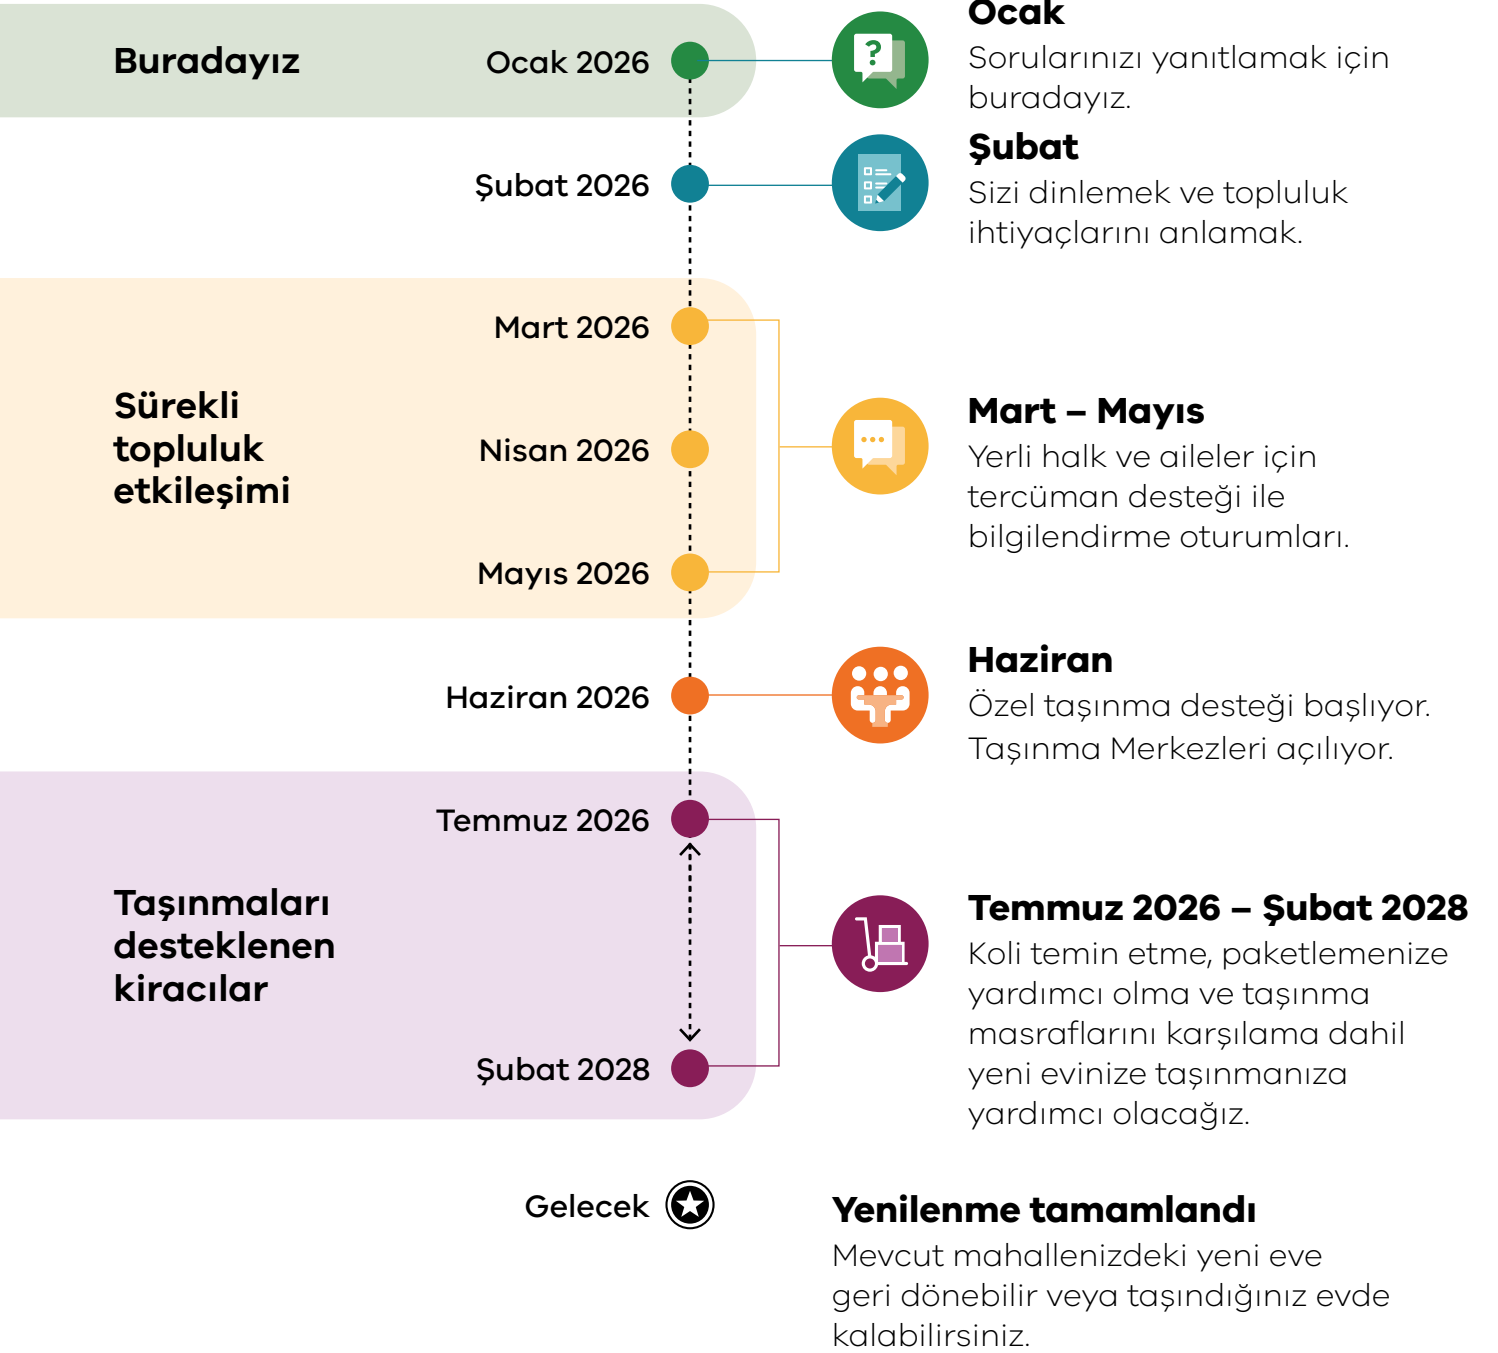 Buradayız
Ocak 2026
Ocak
Sorularınızı yanıtlamak için
buradayız.
Şubat 2026
Şubat
Sizi dinlemek ve topluluk
ihtiyaçlarını anlamak.
Sürekli
topluluk
etkileşimi
Mart 2026
Nisan 2026
Mayıs 2026
Mart – Mayıs
Yerli halk ve aileler için
tercüman desteği ile
bilgilendirme oturumları.
Haziran 2026
Haziran
Özel taşınma desteği başlıyor.
Taşınma Merkezleri açılıyor.
Taşınmaları
desteklenen
kiracılar
Temmuz 2026
Şubat 2028
Temmuz 2026 – Şubat 2028
Koli temin etme, paketlemenize
yardımcı olma ve taşınma
masraflarını karşılama dahil
yeni evinize taşınmanıza
yardımcı olacağız.
Gelecek
Yenilenme tamamlandı
Mevcut mahallenizdeki yeni eve
geri dönebilir veya taşındığınız evde
kalabilirsiniz.